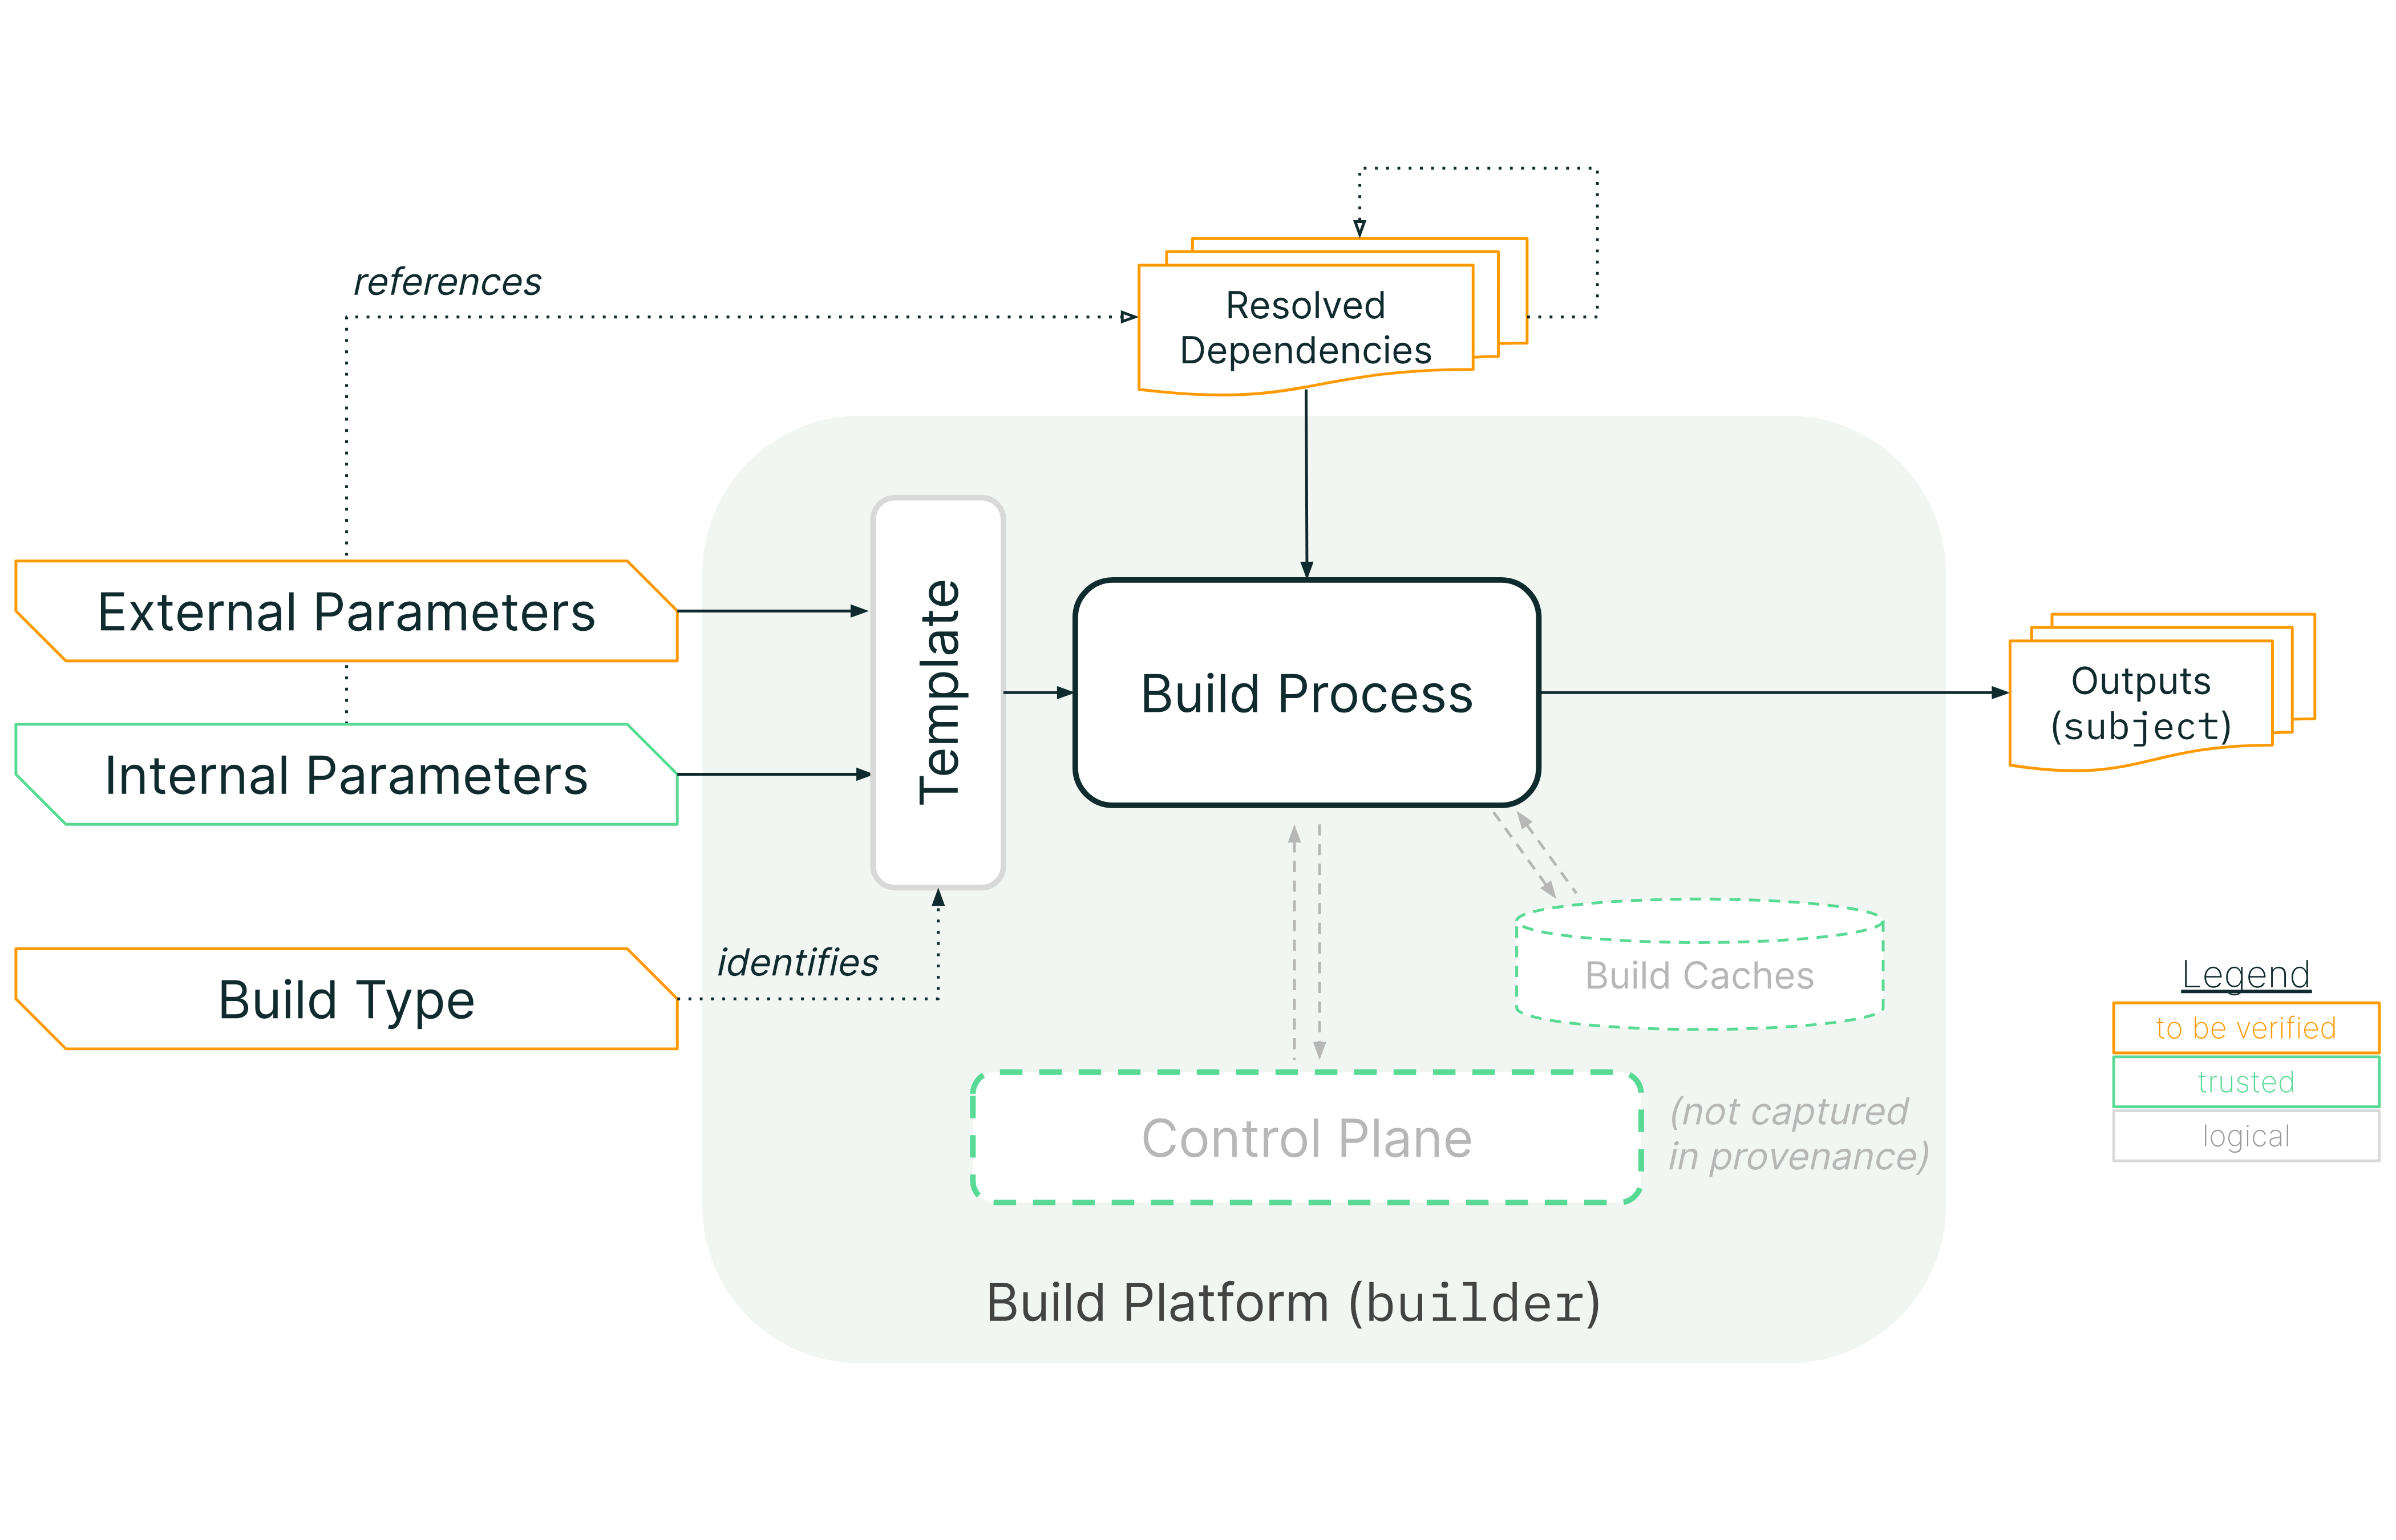 references
Resolved
Dependencies
External Parameters
Internal Parameters
Build Type
identifies
Template
Build Process
Outputs
(subject)
Build Caches
Control Plane
(not captured
in provenance)
Build Platform (builder)
Legend
to be verified
trusted
logical